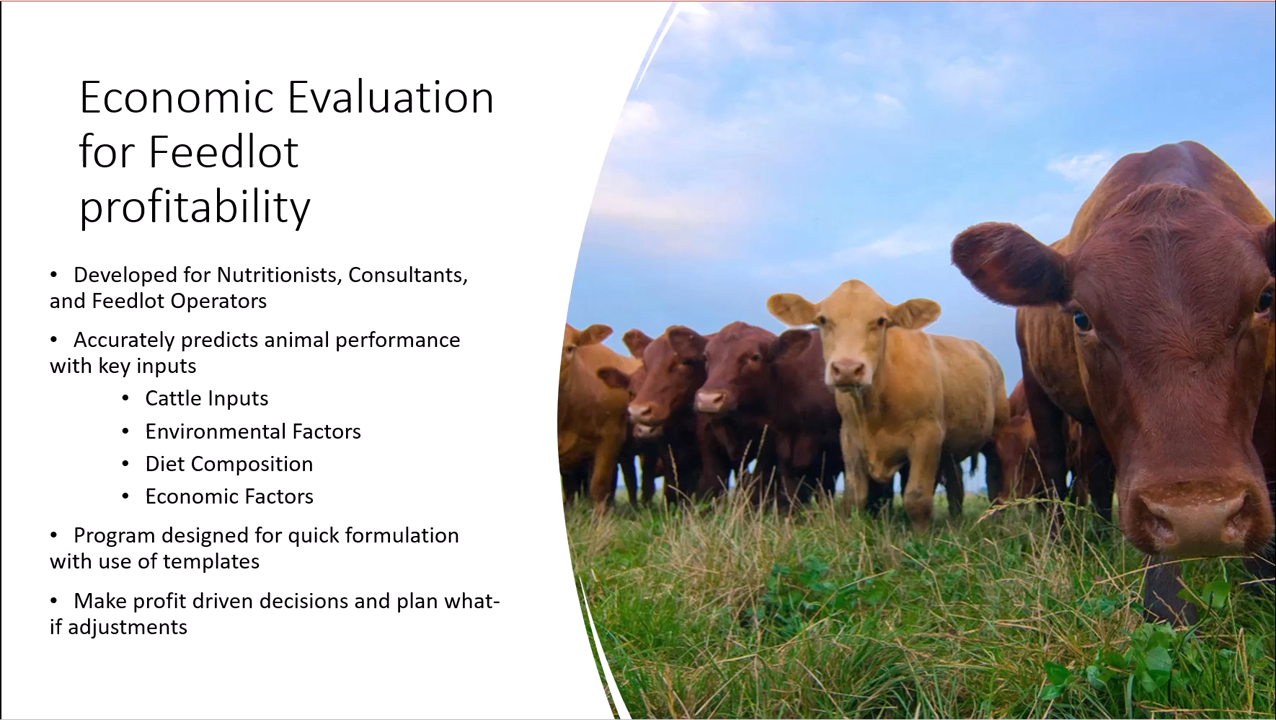 Economic Evaluation
for Feedlot
profitability
• Developed for Nutritionists, Consultants,
and Feedlot Operators
• Accurately predicts animal performance
with key inputs
• Cattle Inputs
• Environmental Factors
• Diet Composition
• Economic Factors
• Program designed for quick formulation
with use of templates
• Make profit driven decisions and plan what-
if adjustments